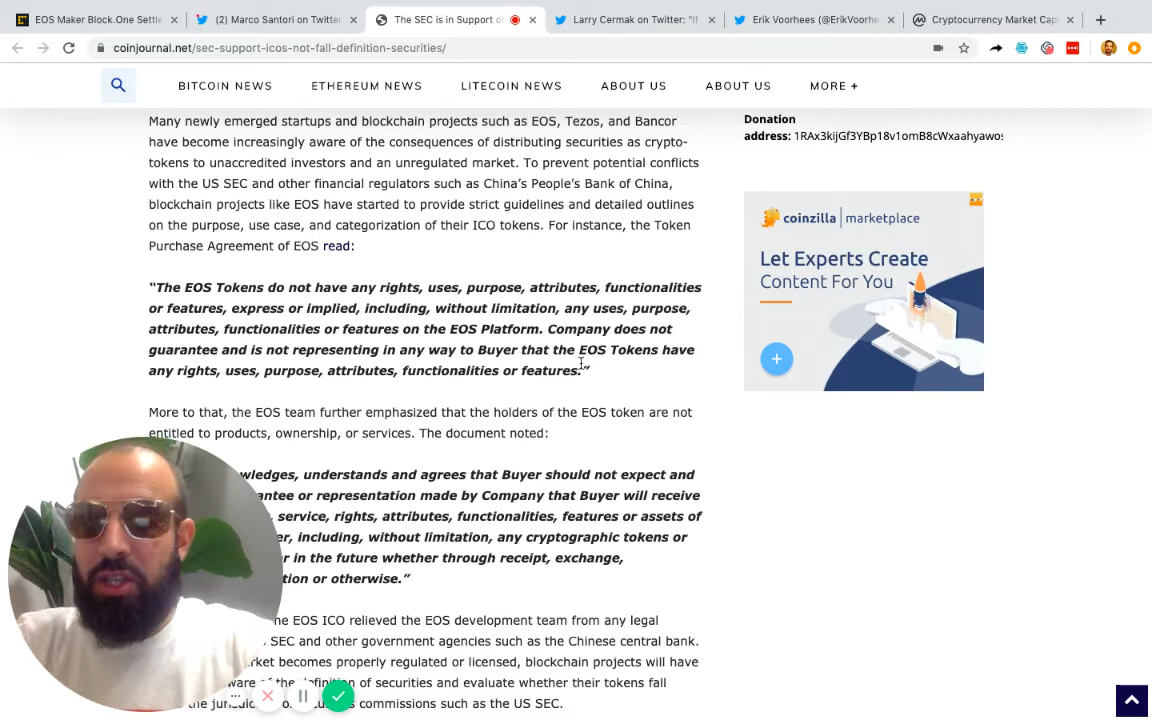 EOS Maker Block.One Settle
(2) Marco Santori on Twitter
The SEC is in Support of
Larry Cermak on Twitter: "If
Erik Voorhees (@ErikVoorhe
Cryptocurrency Market Capi
coinjournal.net/sec-support-icos-not-fall-definition-securities/
BITCOIN NEWS
ETHEREUM NEWS
LITECOIN NEWS
ABOUT US
ABOUT US
MORE +
Many newly emerged startups and blockchain projects such as EOS, Tezos, and Bancor
have become increasingly aware of the consequences of distributing securities as crypto-
tokens to unaccredited investors and an unregulated market. To prevent potential conflicts
with the US SEC and other financial regulators such as China's People's Bank of China,
blockchain projects like EOS have started to provide strict guidelines and detailed outlines
on the purpose, use case, and categorization of their ICO tokens. For instance, the Token
Purchase Agreement of EOS read:
"The EOS Tokens do not have any rights, uses, purpose, attributes, functionalities
or features, express or implied, including, without limitation, any uses, purpose,
attributes, functionalities or features on the EOS Platform. Company does not
guarantee and is not representing in any way to Buyer that the EOS Tokens have
any rights, uses, purpose, attributes, functionalities or features."
More to that, the EOS team further emphasized that the holders of the EOS token are not
entitled to products, ownership, or services. The document noted:
wledges, understands and agrees that Buyer should not expect and
antee or representation made by Company that Buyer will receive
service, rights, attributes, functionalities, features or assets of
er, including, without limitation, any cryptographic tokens or
or in the future whether through receipt, exchange,
tion or otherwise."
he EOS ICO relieved the EOS development team from any legal
SEC and other government agencies such as the Chinese central bank.
rket becomes properly regulated or licensed, blockchain projects will have
ware of the definition of securities and evaluate whether their tokens fall
commissions such as the US SEC.
Donation
address: 1RAx3kijGf3YBp18v1omB8cWxaahyawos
coinzilla marketplace
Let Experts Create
Content For You